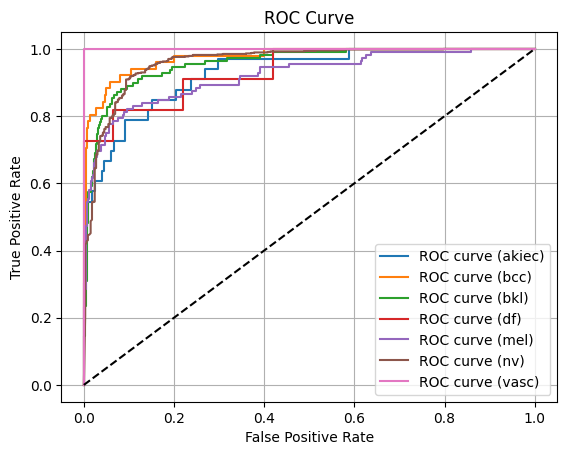 ROC Curve
1.0
0.8
0.6
0.4
0.2
0.0
True Positive Rate
0.0 0.2 0.4 0.6 0.8 1.0
False Positive Rate
ROC curve (akiec)
ROC curve (bcc)
ROC curve (bkl)
ROC curve (df)
ROC curve (mel)
ROC curve (nv)
ROC curve (vasc)